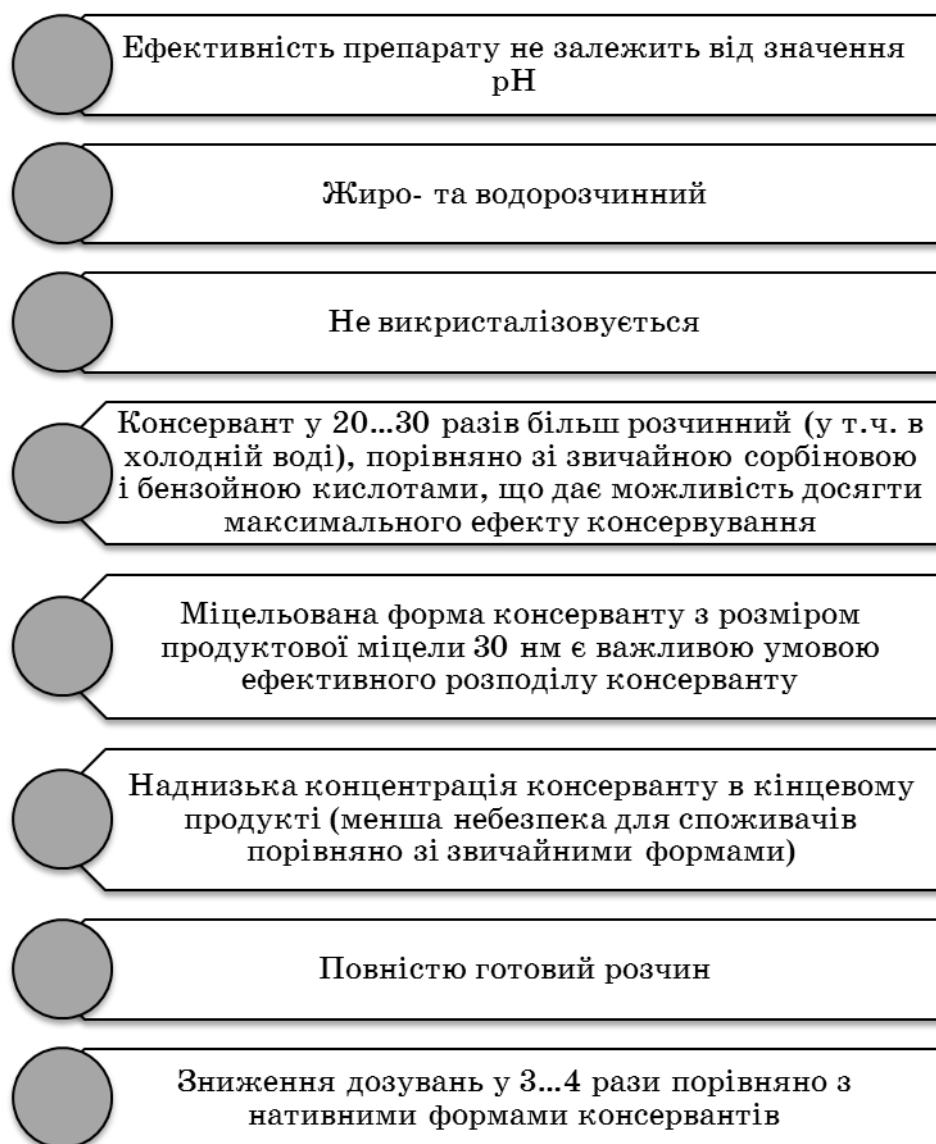 Ефективність препарату не залежить від значення
pH
Жиро- та водорозчинний
Не викристалізовується
Консервант у 20...30 разів більш розчинний (у т.ч. в
холодній воді), порівняно зі звичайною сорбіновою
і бензойною кислотами, що дає можливість досягти
максимального ефекту консервування
Міцельована форма консерванту з розміром
продуктової міцели 30 нм є важливою умовою
ефективного розподілу консерванту
Наднизька концентрація консерванту в кінцевому
продукті (менша небезпека для споживачів
порівняно зі звичайними формами)
Повністю готовий розчин
Зниження дозувань у 3...4 рази порівняно з
нативними формами консервантів